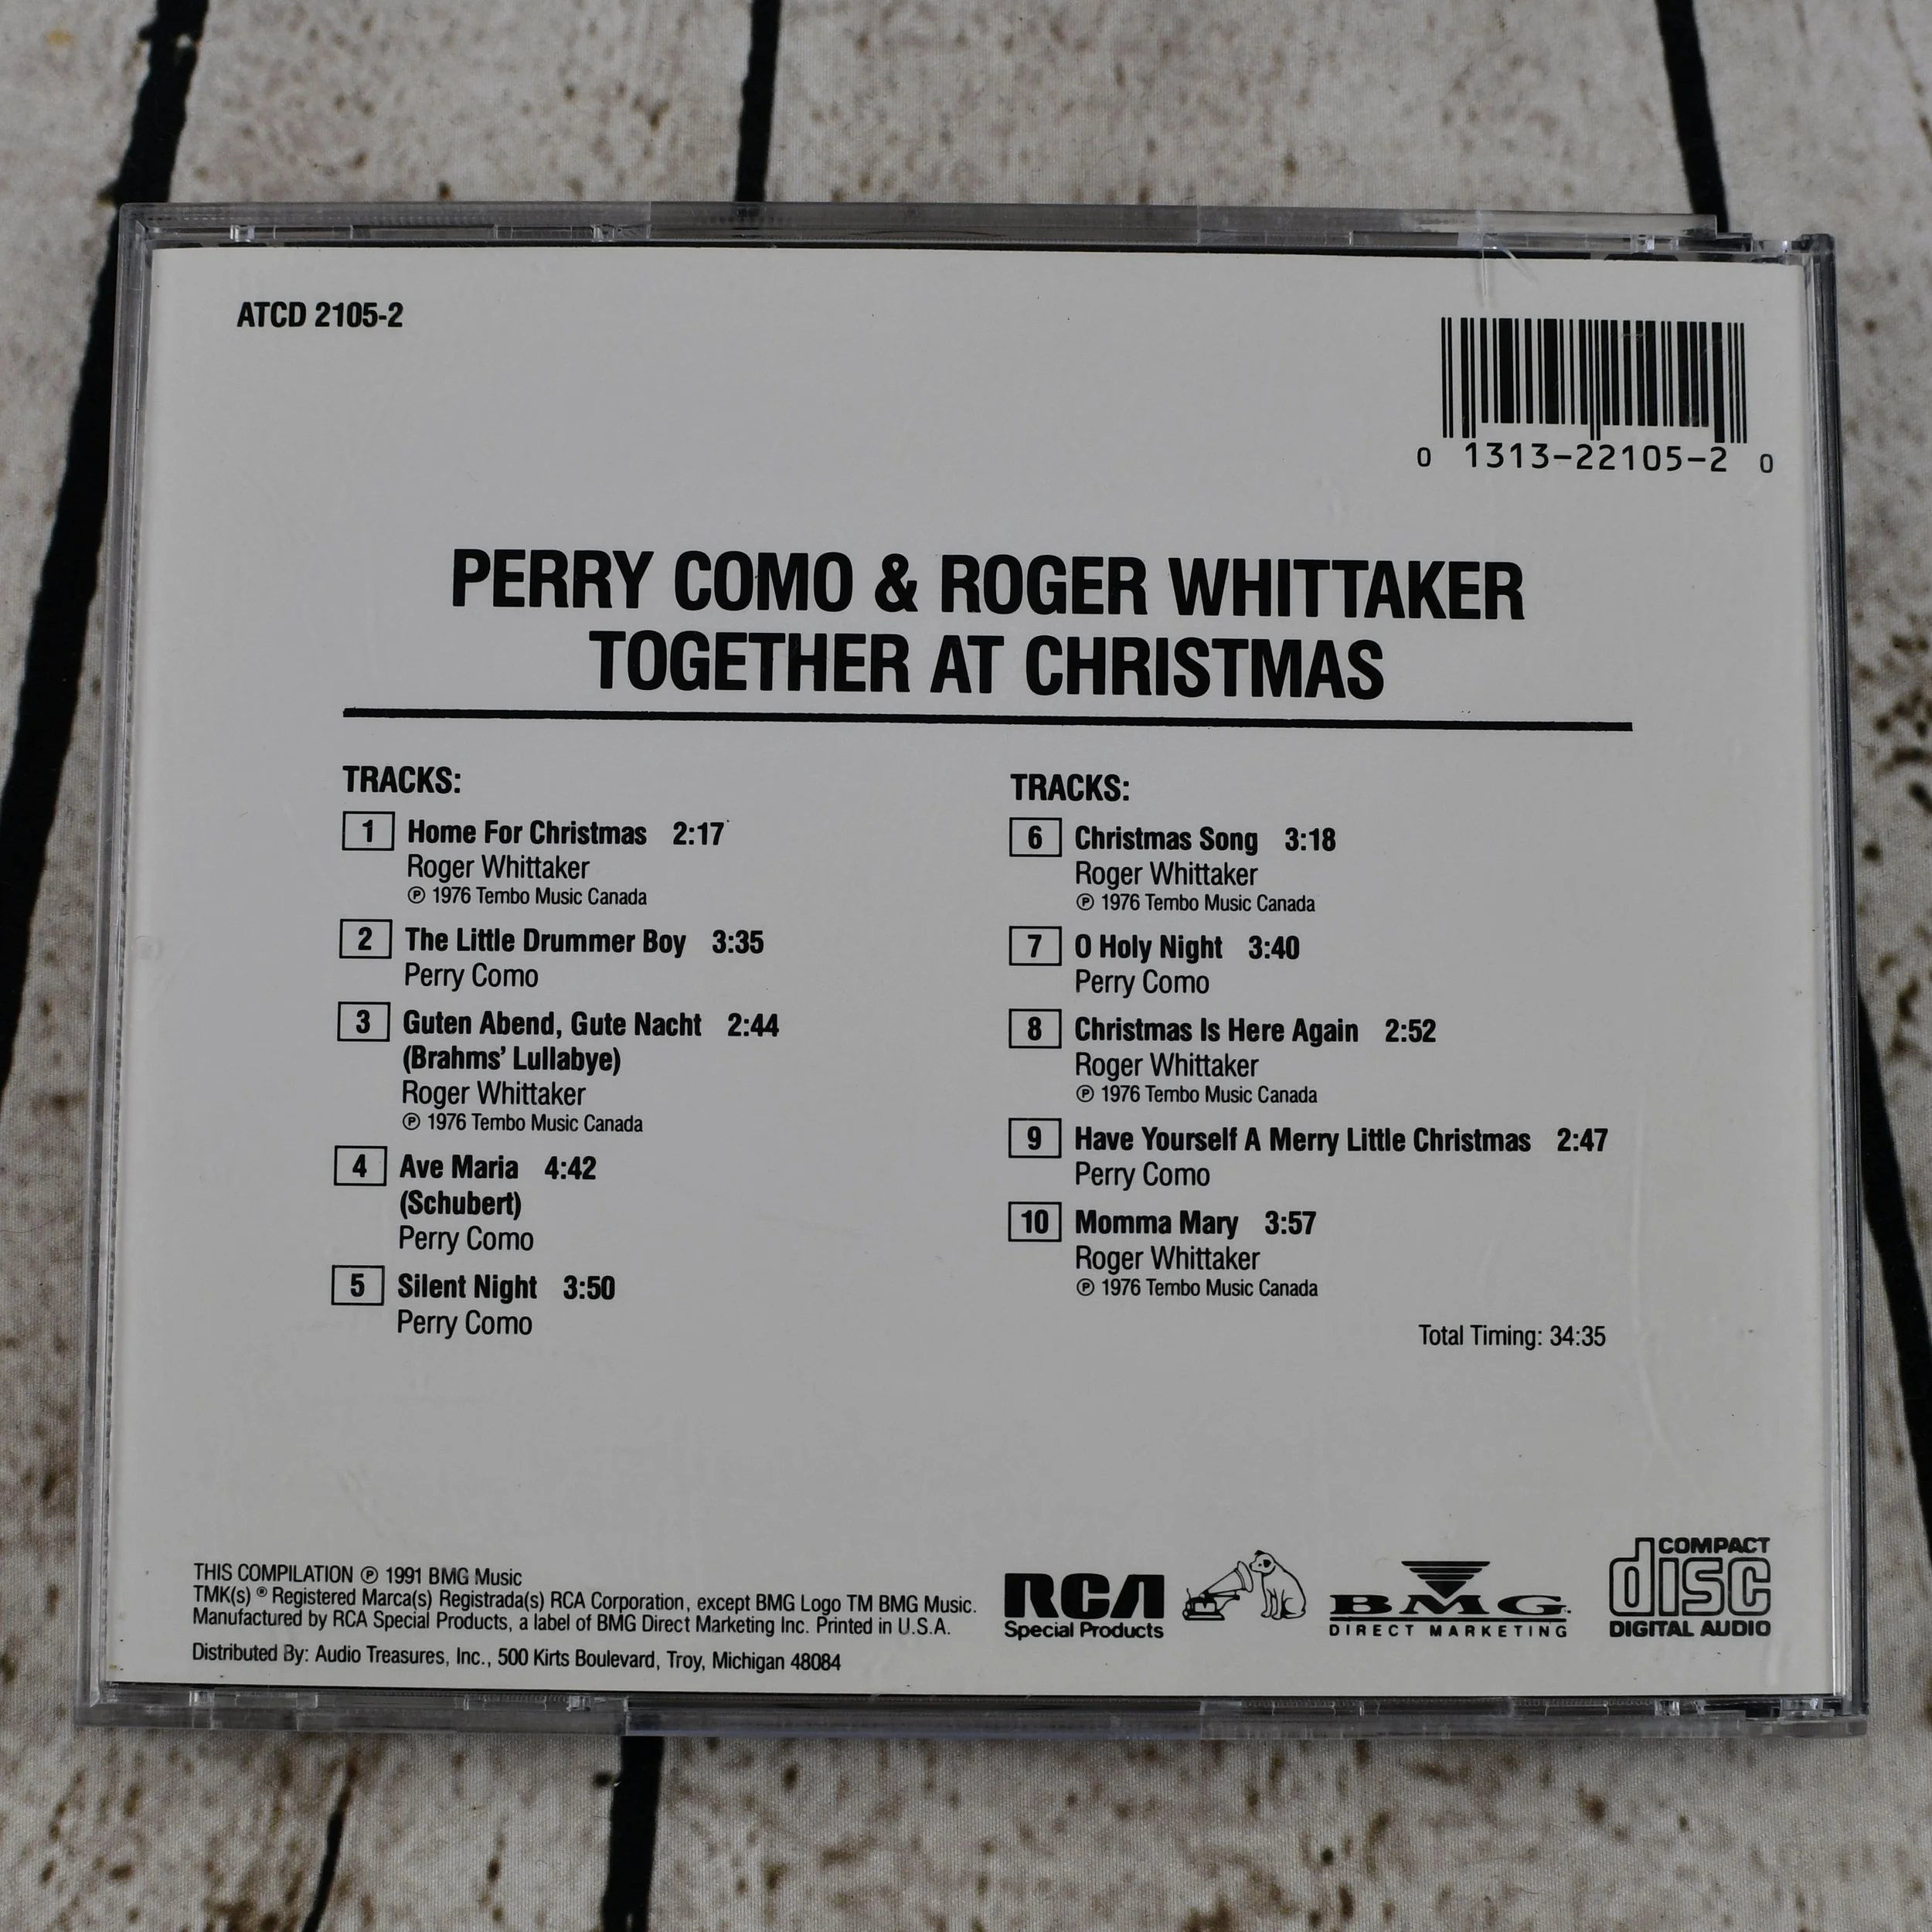 ATCD 2105-2
0 1313-22105-2 0
PERRY COMO & ROGER WHITTAKER
TOGETHER AT CHRISTMAS
TRACKS:
1 Home For Christmas 2:17
Roger Whittaker
℗ 1976 Tembo Music Canada
2 The Little Drummer Boy 3:35
Perry Como
3 Guten Abend, Gute Nacht 2:44
(Brahms' Lullabye)
Roger Whittaker
℗ 1976 Tembo Music Canada
4 Ave Maria 4:42
(Schubert)
Perry Como
5 Silent Night 3:50
Perry Como
TRACKS:
6 Christmas Song 3:18
Roger Whittaker
℗ 1976 Tembo Music Canada
7 O Holy Night 3:40
Perry Como
8 Christmas Is Here Again 2:52
Roger Whittaker
℗ 1976 Tembo Music Canada
9 Have Yourself A Merry Little Christmas 2:47
Perry Como
10 Momma Mary 3:57
Roger Whittaker
℗ 1976 Tembo Music Canada
Total Timing: 34:35
THIS COMPILATION ℗ 1991 BMG Music
TMK(s) ® Registered Marca(s) Registrada(s) RCA Corporation, except BMG Logo TM BMG Music.
Manufactured by RCA Special Products, a label of BMG Direct Marketing Inc. Printed in U.S.A.
Distributed By: Audio Treasures, Inc., 500 Kirts Boulevard, Troy, Michigan 48084
RCA
Special Products
BMG
DIRECT MARKETING
COMPACT
disc
DIGITAL AUDIO